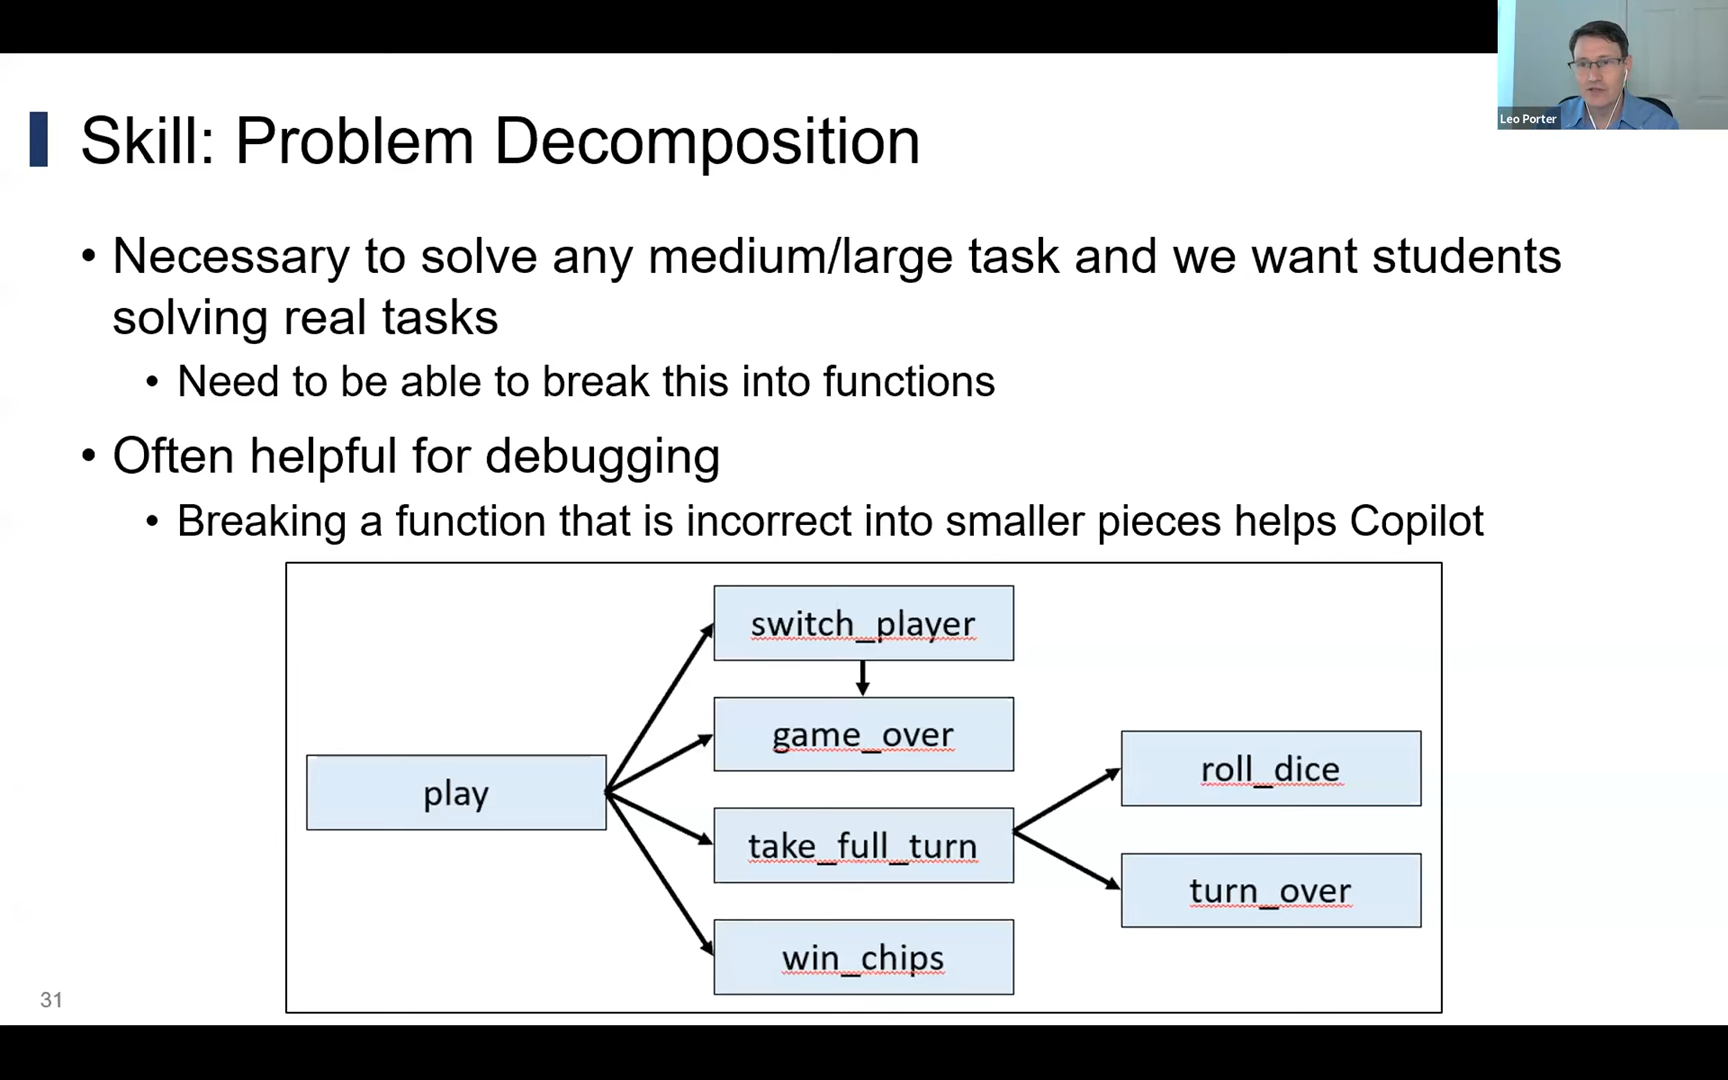 Leo Porter
Skill: Problem Decomposition
• Necessary to solve any medium/large task and we want students
solving real tasks
• Need to be able to break this into functions
• Often helpful for debugging
• Breaking a function that is incorrect into smaller pieces helps Copilot
switch_player
game_over
roll_dice
play
take_full_turn
turn_over
win_chips
31